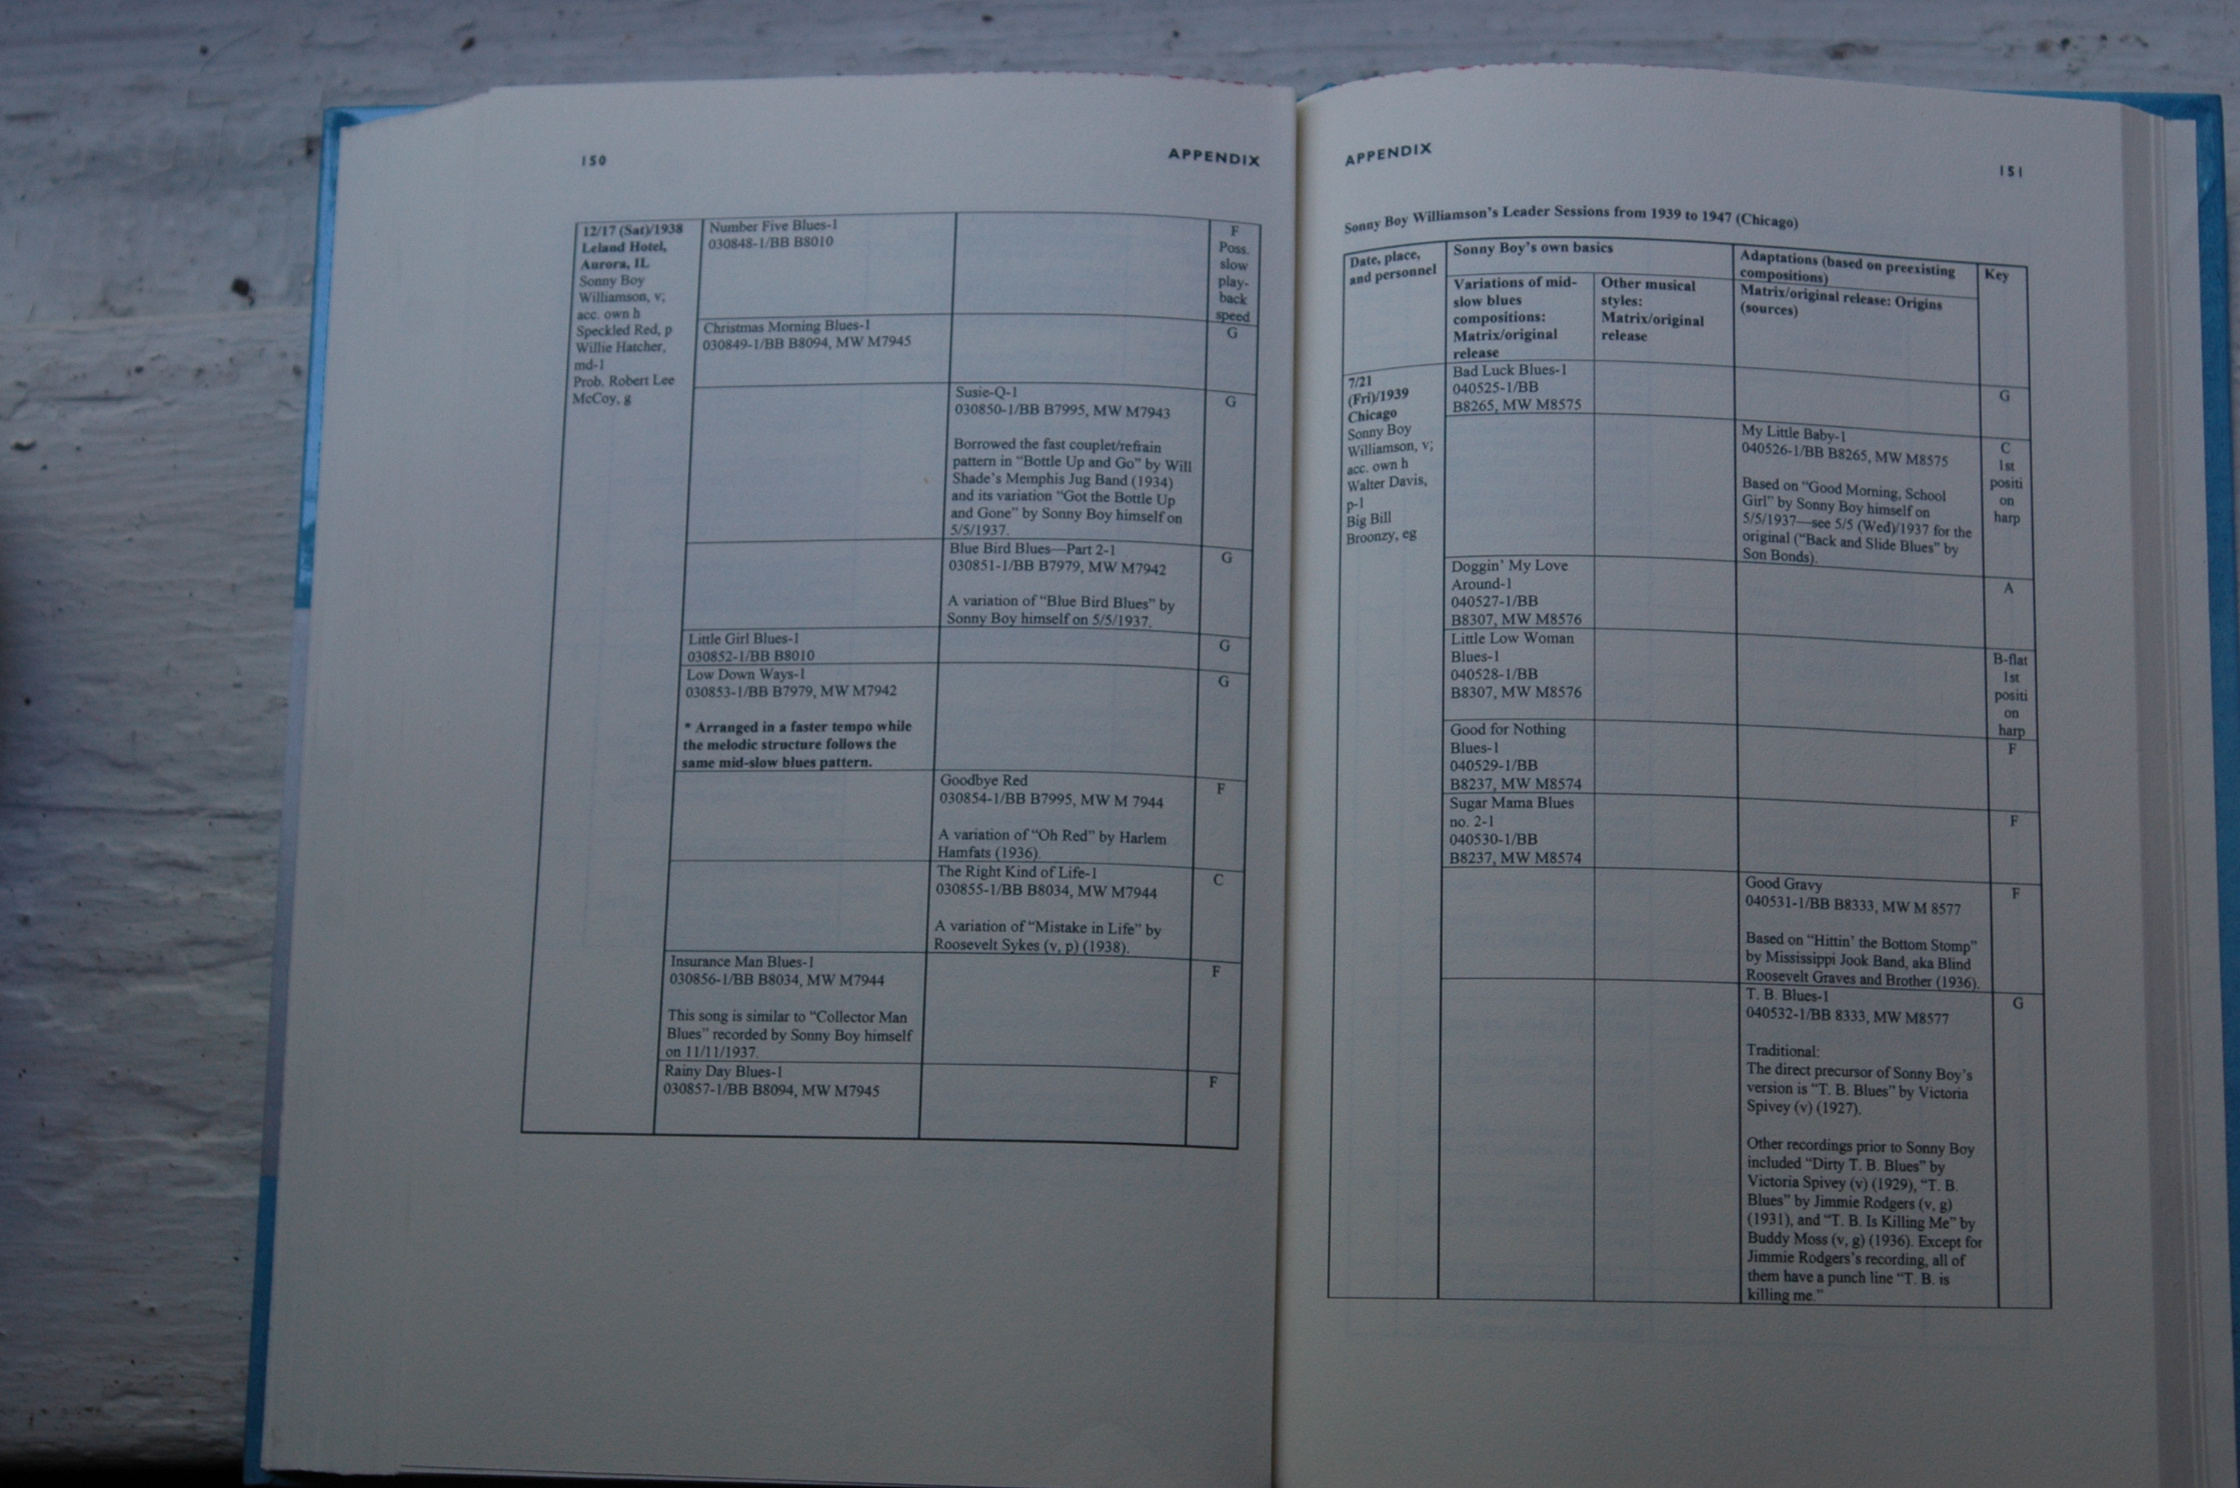 150
APPENDIX
12/17 (Sat)/1938
Leland Hotel,
Aurora, IL
Sonny Boy
Williamson, v;
acc. own h
Speckled Red, p
Willie Hatcher,
md-1
Prob. Robert Lee
McCoy, g
Number Five Blues-1
030848-1/BB B8010
F
Poss.
slow
play-
back
speed
Christmas Morning Blues-1
030849-1/BB B8094, MW M7945
G
Susie-Q-1
030850-1/BB B7995, MW M7943
Borrowed the fast couplet/refrain
pattern in “Bottle Up and Go” by Will
Shade’s Memphis Jug Band (1934)
and its variation “Got the Bottle Up
and Gone” by Sonny Boy himself on
5/5/1937.
G
Blue Bird Blues—Part 2-1
030851-1/BB B7979, MW M7942
A variation of “Blue Bird Blues” by
Sonny Boy himself on 5/5/1937.
G
Little Girl Blues-1
030852-1/BB B8010
G
Low Down Ways-1
030853-1/BB B7979, MW M7942
* Arranged in a faster tempo while
the melodic structure follows the
same mid-slow blues pattern.
G
Goodbye Red
030854-1/BB B7995, MW M 7944
A variation of “Oh Red” by Harlem
Hamfats (1936).
F
The Right Kind of Life-1
030855-1/BB B8034, MW M7944
A variation of “Mistake in Life” by
Roosevelt Sykes (v, p) (1938).
C
Insurance Man Blues-1
030856-1/BB B8034, MW M7944
This song is similar to “Collector Man
Blues” recorded by Sonny Boy himself
on 11/11/1937.
F
Rainy Day Blues-1
030857-1/BB B8094, MW M7945
F
APPENDIX
151
Sonny Boy Williamson’s Leader Sessions from 1939 to 1947 (Chicago)
Date, place,
and personnel
Sonny Boy’s own basics
Variations of mid-
slow blues
compositions:
Matrix/original
release
Other musical
styles:
Matrix/original
release
Adaptations (based on preexisting
compositions)
Matrix/original release: Origins
(sources)
Key
7/21
(Fri)/1939
Chicago
Sonny Boy
Williamson, v;
acc. own h
Walter Davis,
p-1
Big Bill
Broonzy, eg
Bad Luck Blues-1
040525-1/BB
B8265, MW M8575
G
My Little Baby-1
040526-1/BB B8265, MW M8575
Based on “Good Morning, School
Girl” by Sonny Boy himself on
5/5/1937—see 5/5 (Wed)/1937 for the
original (“Back and Slide Blues” by
Son Bonds).
C
1st
positi
on
harp
Doggin’ My Love
Around-1
040527-1/BB
B8307, MW M8576
A
Little Low Woman
Blues-1
040528-1/BB
B8307, MW M8576
B-flat
1st
positi
on
harp
Good for Nothing
Blues-1
040529-1/BB
B8237, MW M8574
F
Sugar Mama Blues
no. 2-1
040530-1/BB
B8237, MW M8574
F
Good Gravy
040531-1/BB B8333, MW M 8577
Based on “Hittin’ the Bottom Stomp”
by Mississippi Jook Band, aka Blind
Roosevelt Graves and Brother (1936).
F
T. B. Blues-1
040532-1/BB 8333, MW M8577
Traditional:
The direct precursor of Sonny Boy’s
version is “T. B. Blues” by Victoria
Spivey (v) (1927).
Other recordings prior to Sonny Boy
included “Dirty T. B. Blues” by
Victoria Spivey (v) (1929), “T. B.
Blues” by Jimmie Rodgers (v, g)
(1931), and “T. B. Is Killing Me” by
Buddy Moss (v, g) (1936). Except for
Jimmie Rodgers’s recording, all of
them have a punch line “T. B. is
killing me.”
G